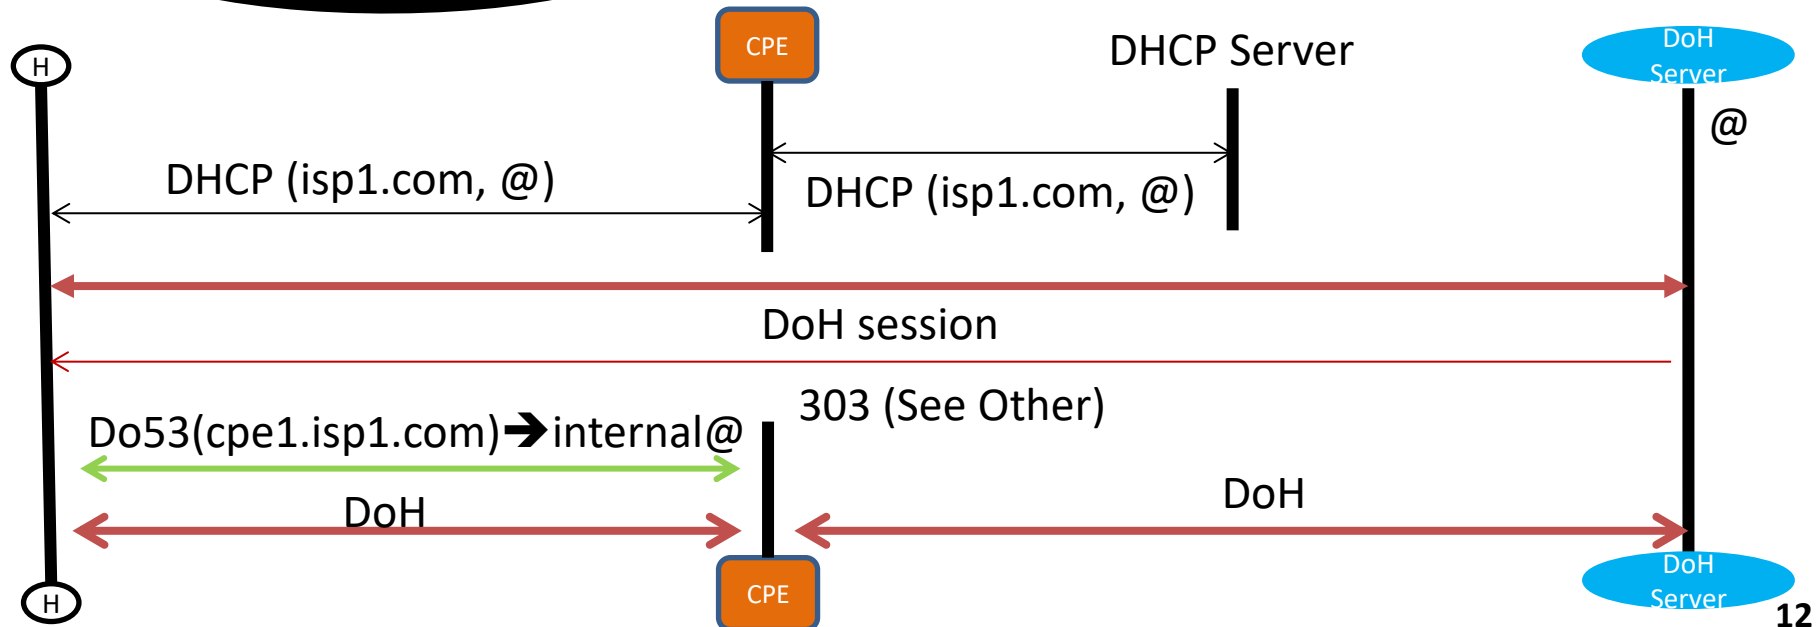 H
CPE
DHCP Server
DoH
Server
@
DHCP (isp1.com, @)
DHCP (isp1.com, @)
DoH session
303 (See Other)
Do53(cpe1.isp1.com)➔internal@
DoH
DoH
H
CPE
DoH
Server
12